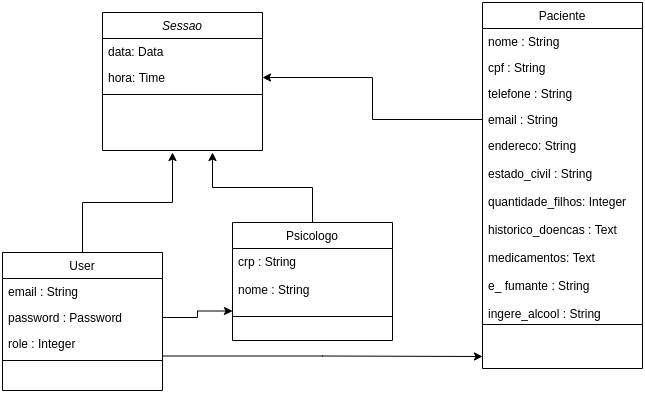 Sessao
data: Data
hora: Time
Paciente
nome : String
cpf : String
telefone : String
email : String
endereco: String
estado_civil : String
quantidade_filhos: Integer
historico_doencas : Text
medicamentos: Text
e_ fumante : String
ingere_alcool : String
Psicologo
crp : String
nome : String
User
email : String
password : Password
role : Integer